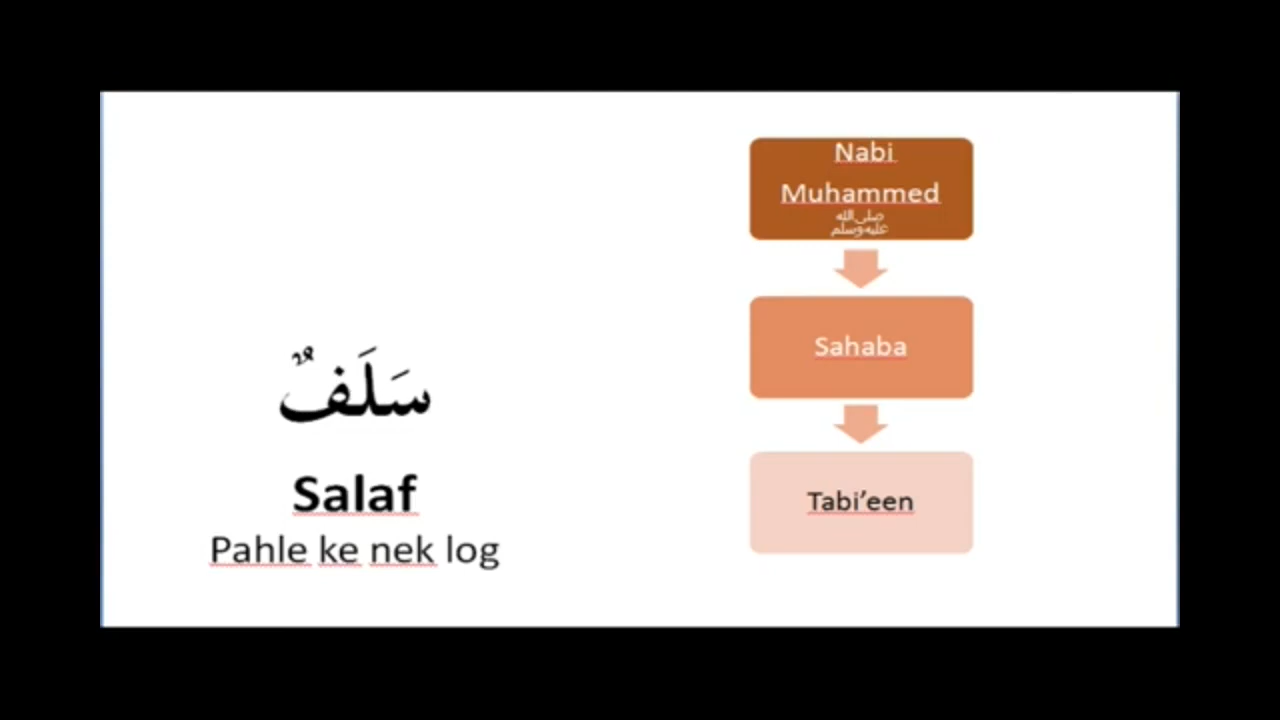 سَلَفٌ
Salaf
Pahle ke nek log
Nabi
Muhammed
صلى الله
عليه وسلم
Sahaba
Tabi’een